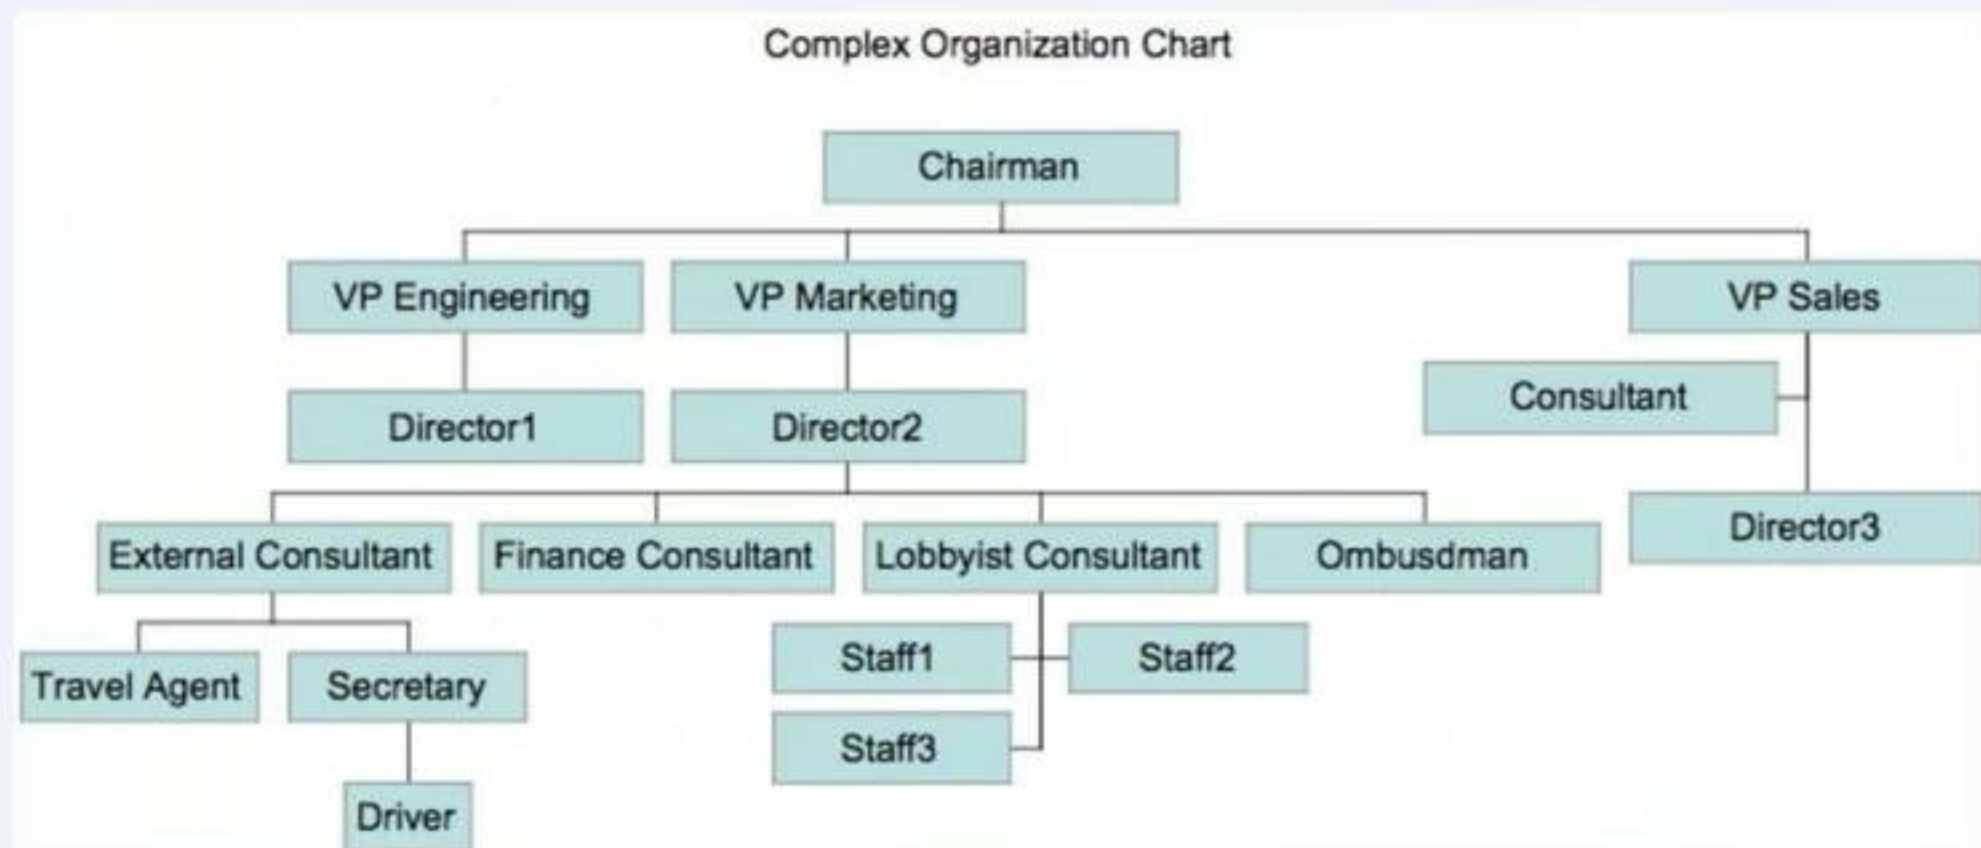 Complex Organization Chart
Chairman
VP Engineering
VP Marketing
VP Sales
Consultant
Director1
Director2
Director3
External Consultant
Finance Consultant
Lobbyist Consultant
Ombusdman
Staff1
Staff2
Travel Agent
Secretary
Staff3
Driver